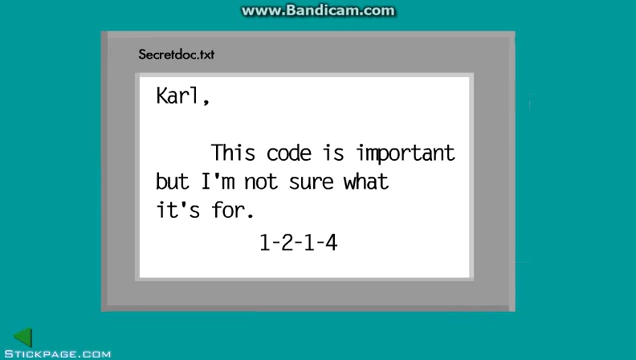 www.Bandicam.com
Secretdoc.txt
Karl,
This code is important
but I'm not sure what
it's for.
1-2-1-4
STICKPAGE.COM